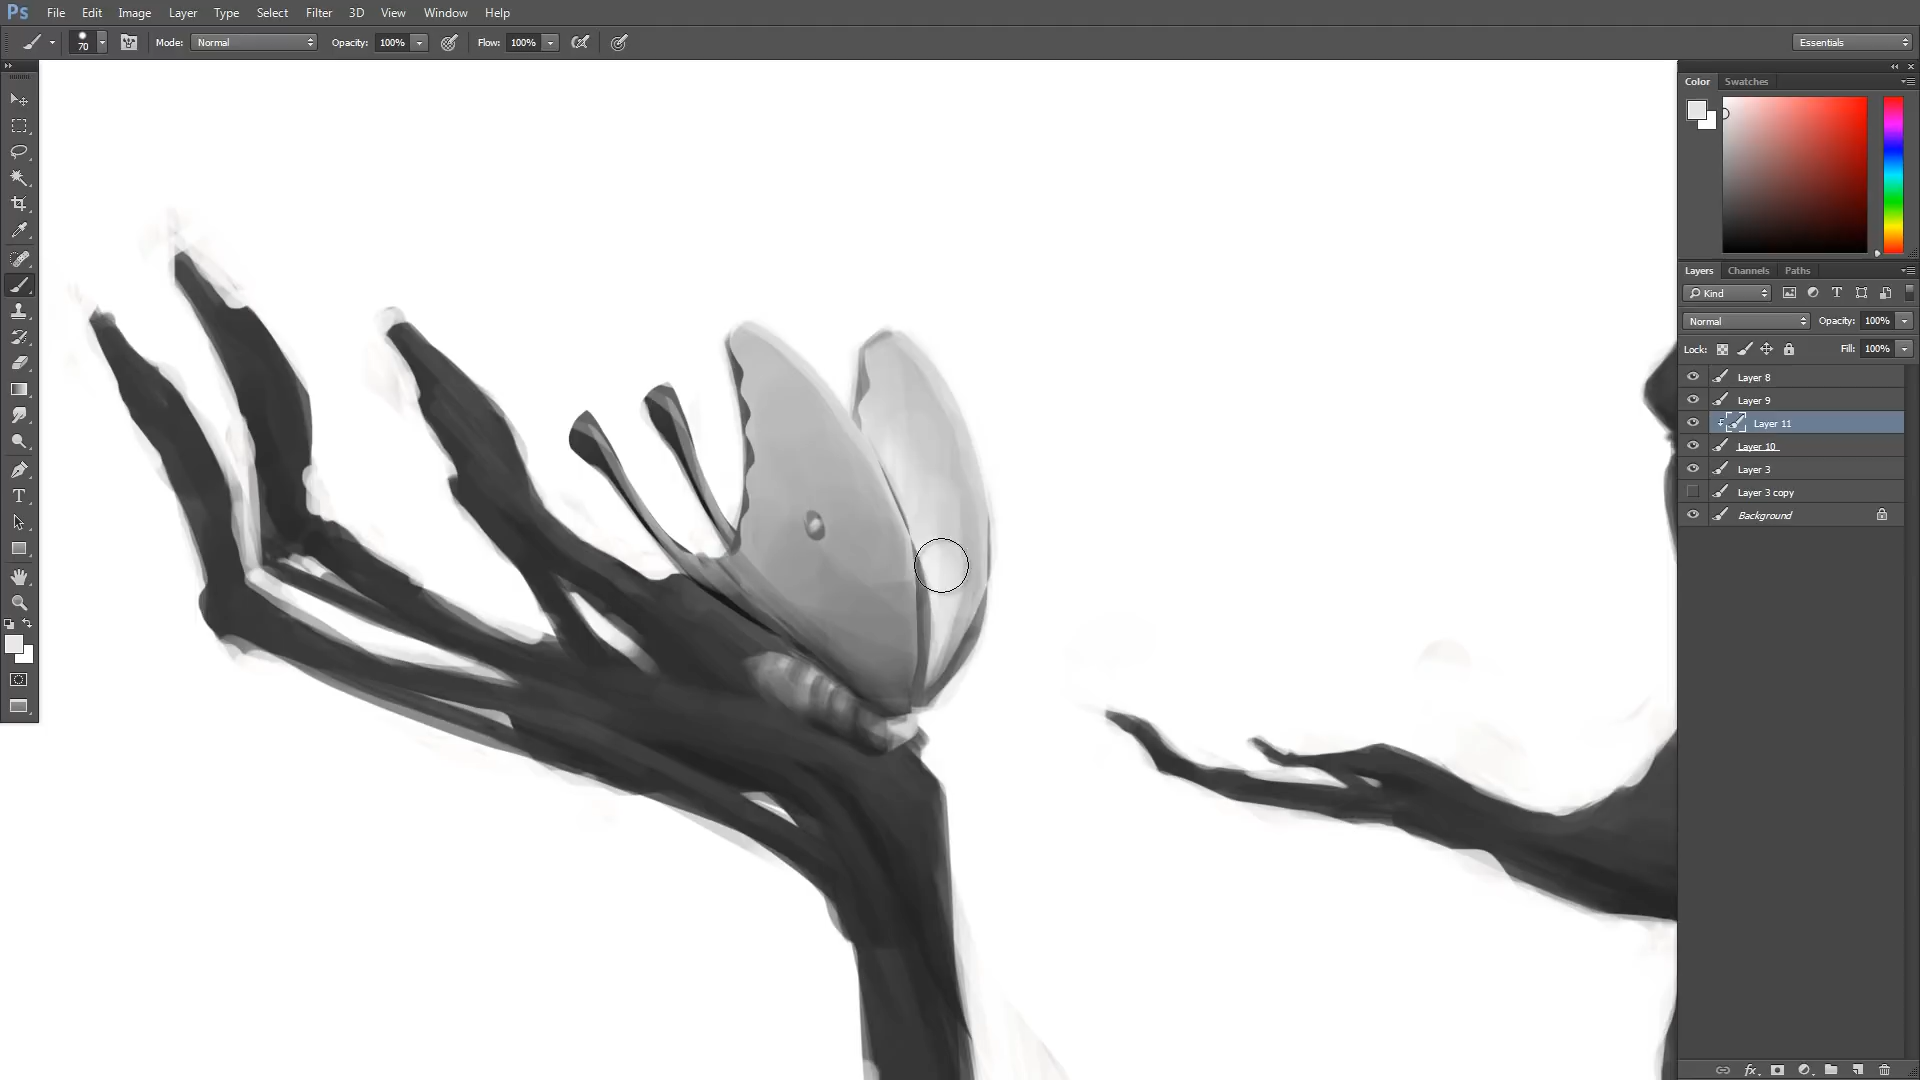 Ps File Edit Image Layer Type Select Filter 3D View Window Help
70 Mode: Normal Opacity: 100% Flow: 100% Essentials
Color Swatches
Layers Channels Paths
Kind T
Normal Opacity: 100%
Lock: Fill: 100%
Layer 8
Layer 9
Layer 11
Layer 10
Layer 3
Layer 3 copy
Background
T
fx